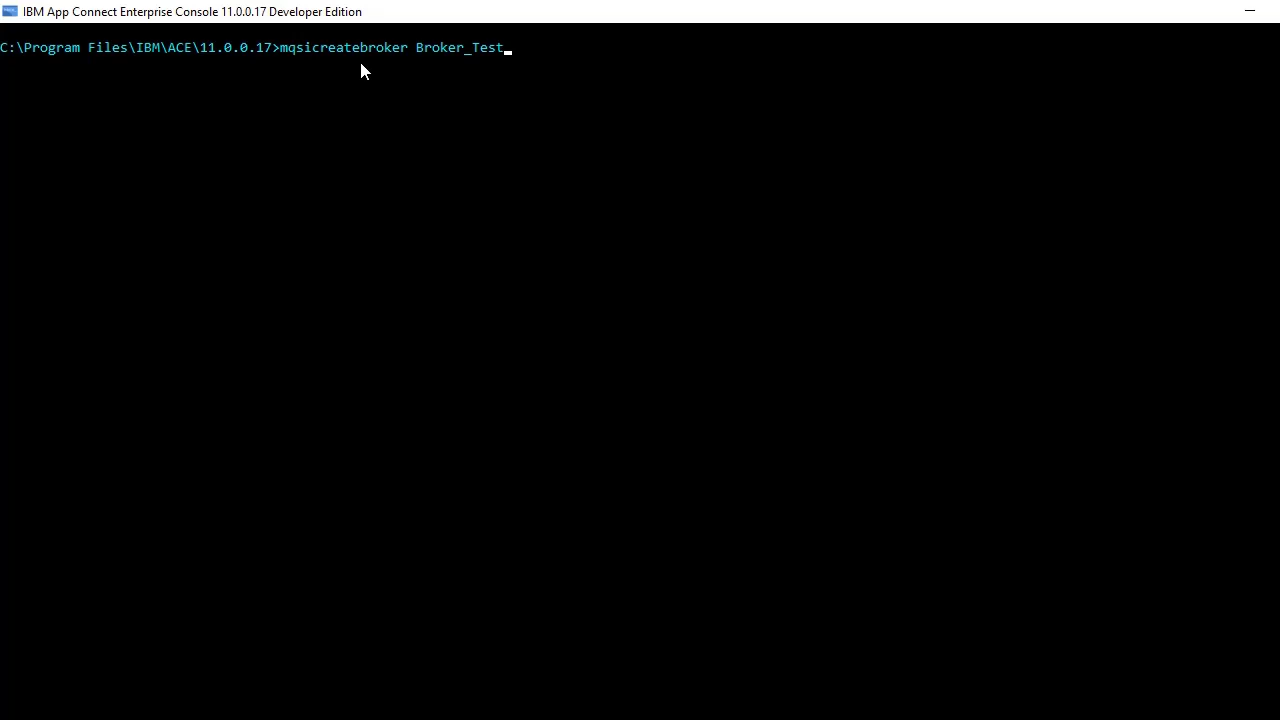 IBM App Connect Enterprise Console 11.0.0.17 Developer Edition
C:\Program Files\IBM\ACE\11.0.0.17>mqsicreatebroker Broker_Test